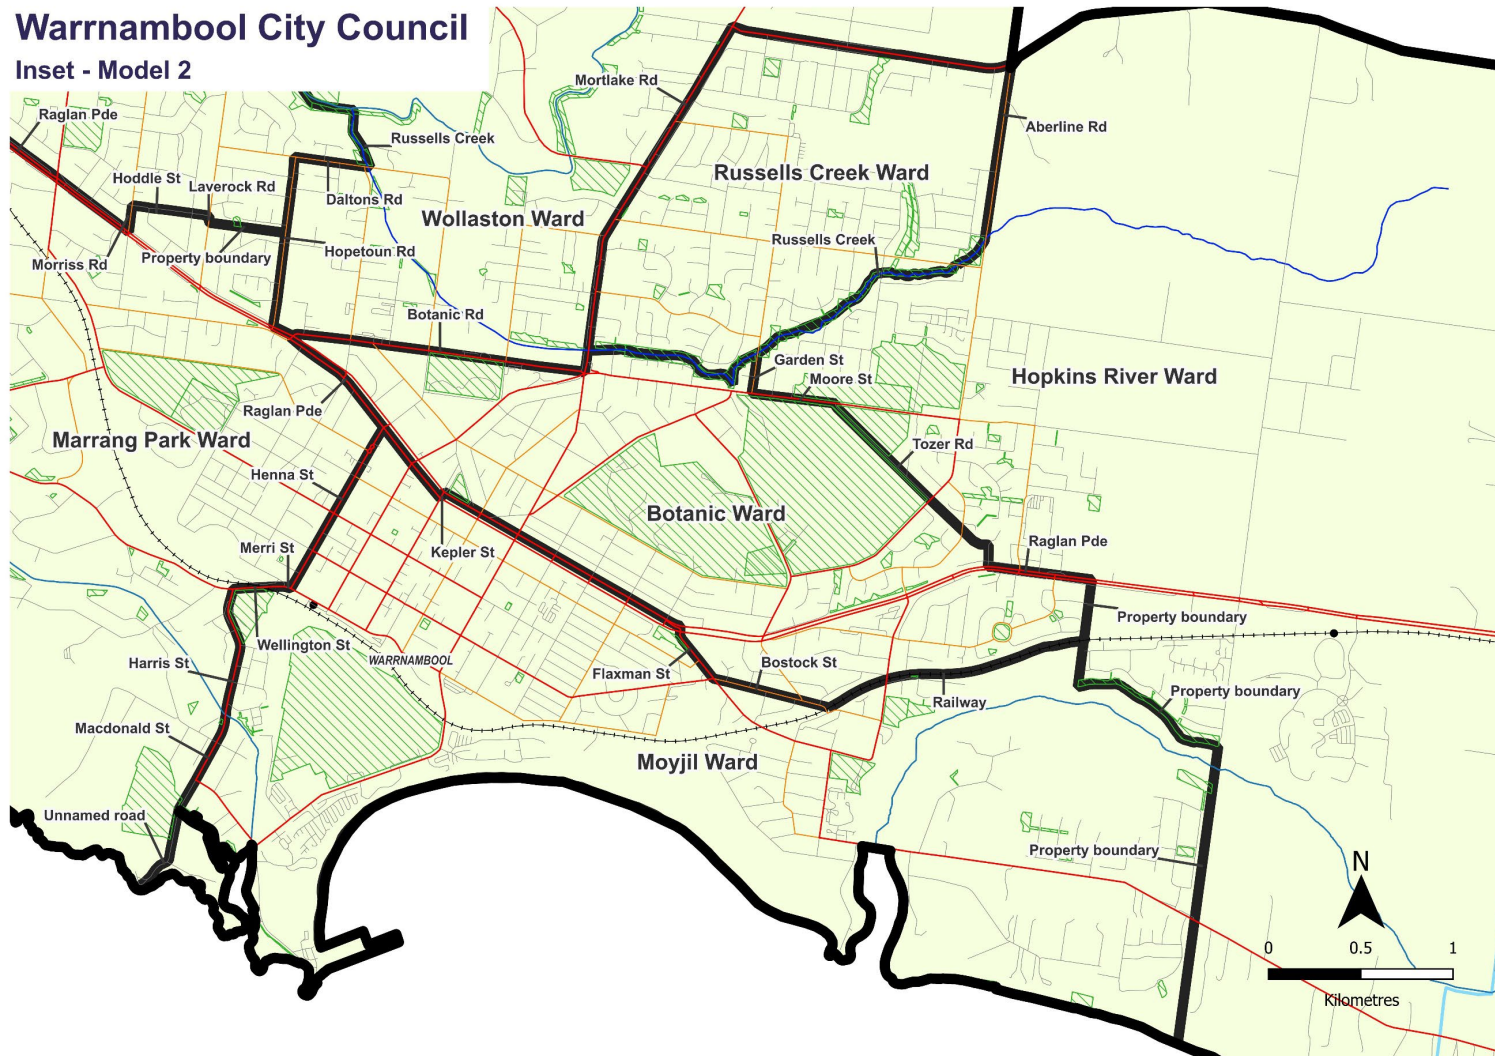 Warrnambool City Council
Inset - Model 2
Mortlake Rd
Raglan Pde
Aberline Rd
Russells Creek
Russells Creek Ward
Hoddle St
Laverock Rd
Daltons Rd
Wollaston Ward
Russells Creek
Hopetoun Rd
Property boundary
Morriss Rd
Botanic Rd
Garden St
Moore St
Hopkins River Ward
Raglan Pde
Marrang Park Ward
Tozer Rd
Henna St
Botanic Ward
Raglan Pde
Merri St
Kepler St
Property boundary
Wellington St
WARRNAMBOOL
Harris St
Flaxman St
Bostock St
Property boundary
Railway
Macdonald St
Moyjil Ward
Unnamed road
Property boundary
N
0 0.5 1
Kilometres